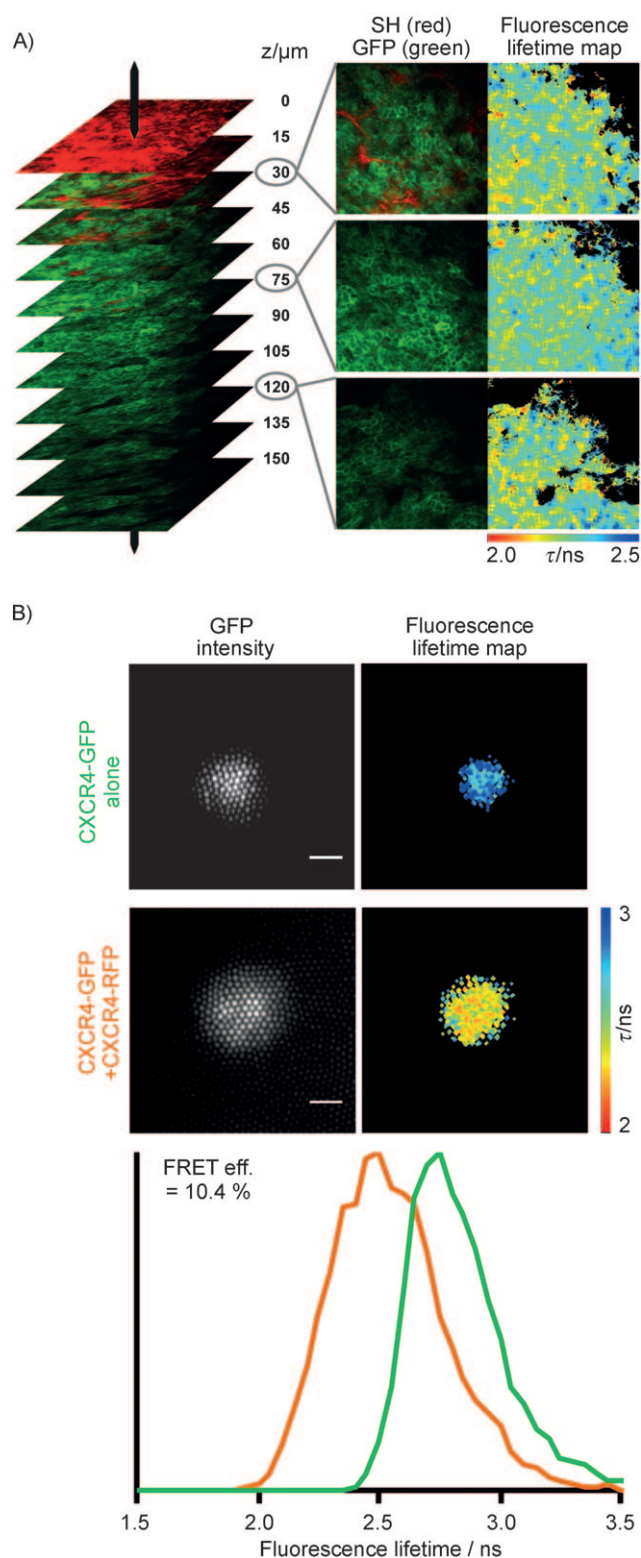 A)
z/μm
SH (red)
GFP (green)
Fluorescence
lifetime map
0
15
30
45
60
75
90
105
120
135
150
2.0 τ/ns 2.5
B)
GFP
intensity
Fluorescence
lifetime map
CXCR4-GFP
alone
CXCR4-GFP
+CXCR4-RFP
3
τ/ns
2
FRET eff.
= 10.4 %
1.5 2.0 2.5 3.0 3.5
Fluorescence lifetime / ns